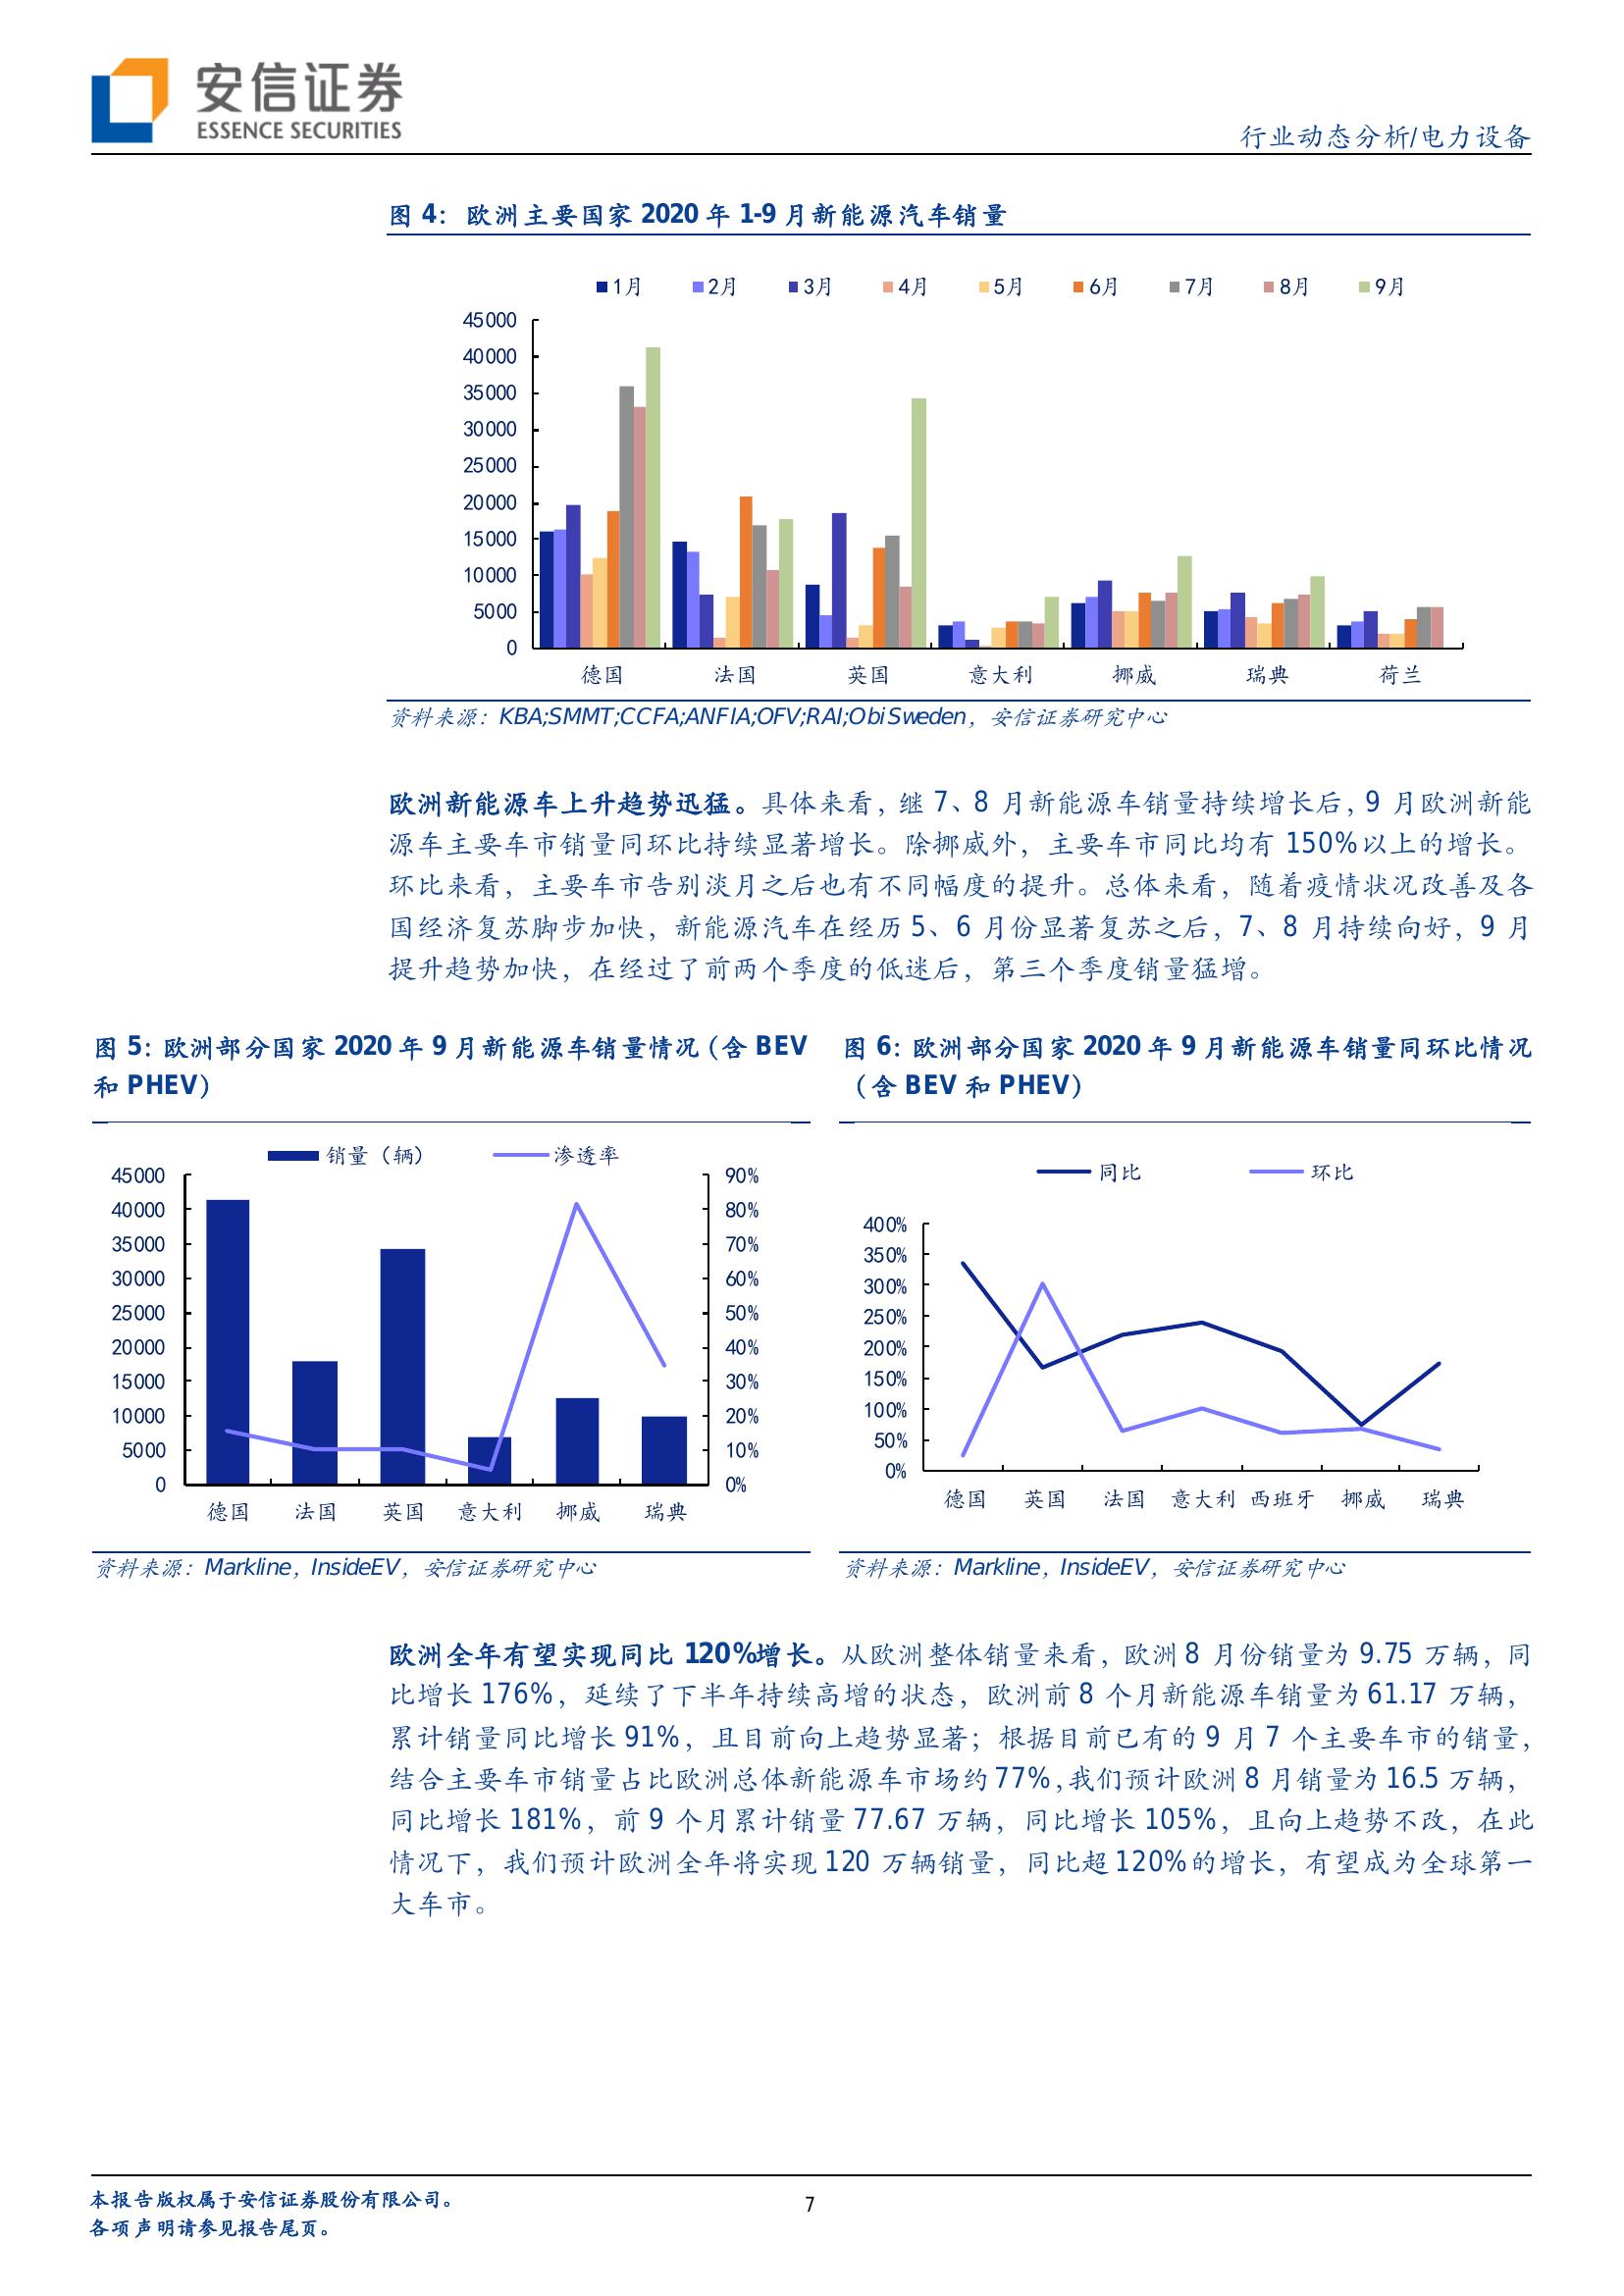 安信证券
ESSENCE SECURITIES
行业动态分析/电力设备
图 4：欧洲主要国家 2020 年 1-9 月新能源汽车销量
1月 2月 3月 4月 5月 6月 7月 8月 9月
45000
40000
35000
30000
25000
20000
15000
10000
5000
0
德国 法国 英国 意大利 挪威 瑞典 荷兰
资料来源：KBA;SMMT;CCFA;ANFIA;OFV;RAI;ObiSweden，安信证券研究中心
欧洲新能源车上升趋势迅猛。具体来看，继 7、8 月新能源车销量持续增长后，9 月欧洲新能
源车主要车市销量同环比持续显著增长。除挪威外，主要车市同比均有 150%以上的增长。
环比来看，主要车市告别淡月之后也有不同幅度的提升。总体来看，随着疫情状况改善及各
国经济复苏脚步加快，新能源汽车在经历 5、6 月份显著复苏之后，7、8 月持续向好，9 月
提升趋势加快，在经过了前两个季度的低迷后，第三个季度销量猛增。
图 5：欧洲部分国家 2020 年 9 月新能源车销量情况（含 BEV
和 PHEV）
销量（辆） 渗透率
45000
40000
35000
30000
25000
20000
15000
10000
5000
0
90%
80%
70%
60%
50%
40%
30%
20%
10%
0%
德国 法国 英国 意大利 挪威 瑞典
资料来源：Markline，InsideEV，安信证券研究中心
图 6：欧洲部分国家 2020 年 9 月新能源车销量同环比情况
（含 BEV 和 PHEV）
同比 环比
400%
350%
300%
250%
200%
150%
100%
50%
0%
德国 英国 法国 意大利 西班牙 挪威 瑞典
资料来源：Markline，InsideEV，安信证券研究中心
欧洲全年有望实现同比 120%增长。从欧洲整体销量来看，欧洲 8 月份销量为 9.75 万辆，同
比增长 176%，延续了下半年持续高增的状态，欧洲前 8 个月新能源车销量为 61.17 万辆，
累计销量同比增长 91%，且目前向上趋势显著；根据目前已有的 9 月 7 个主要车市的销量，
结合主要车市销量占比欧洲总体新能源车市场约 77%，我们预计欧洲 8 月销量为 16.5 万辆，
同比增长 181%，前 9 个月累计销量 77.67 万辆，同比增长 105%，且向上趋势不改，在此
情况下，我们预计欧洲全年将实现 120 万辆销量，同比超 120%的增长，有望成为全球第一
大车市。
本报告版权属于安信证券股份有限公司。
各项声明请参见报告尾页。
7